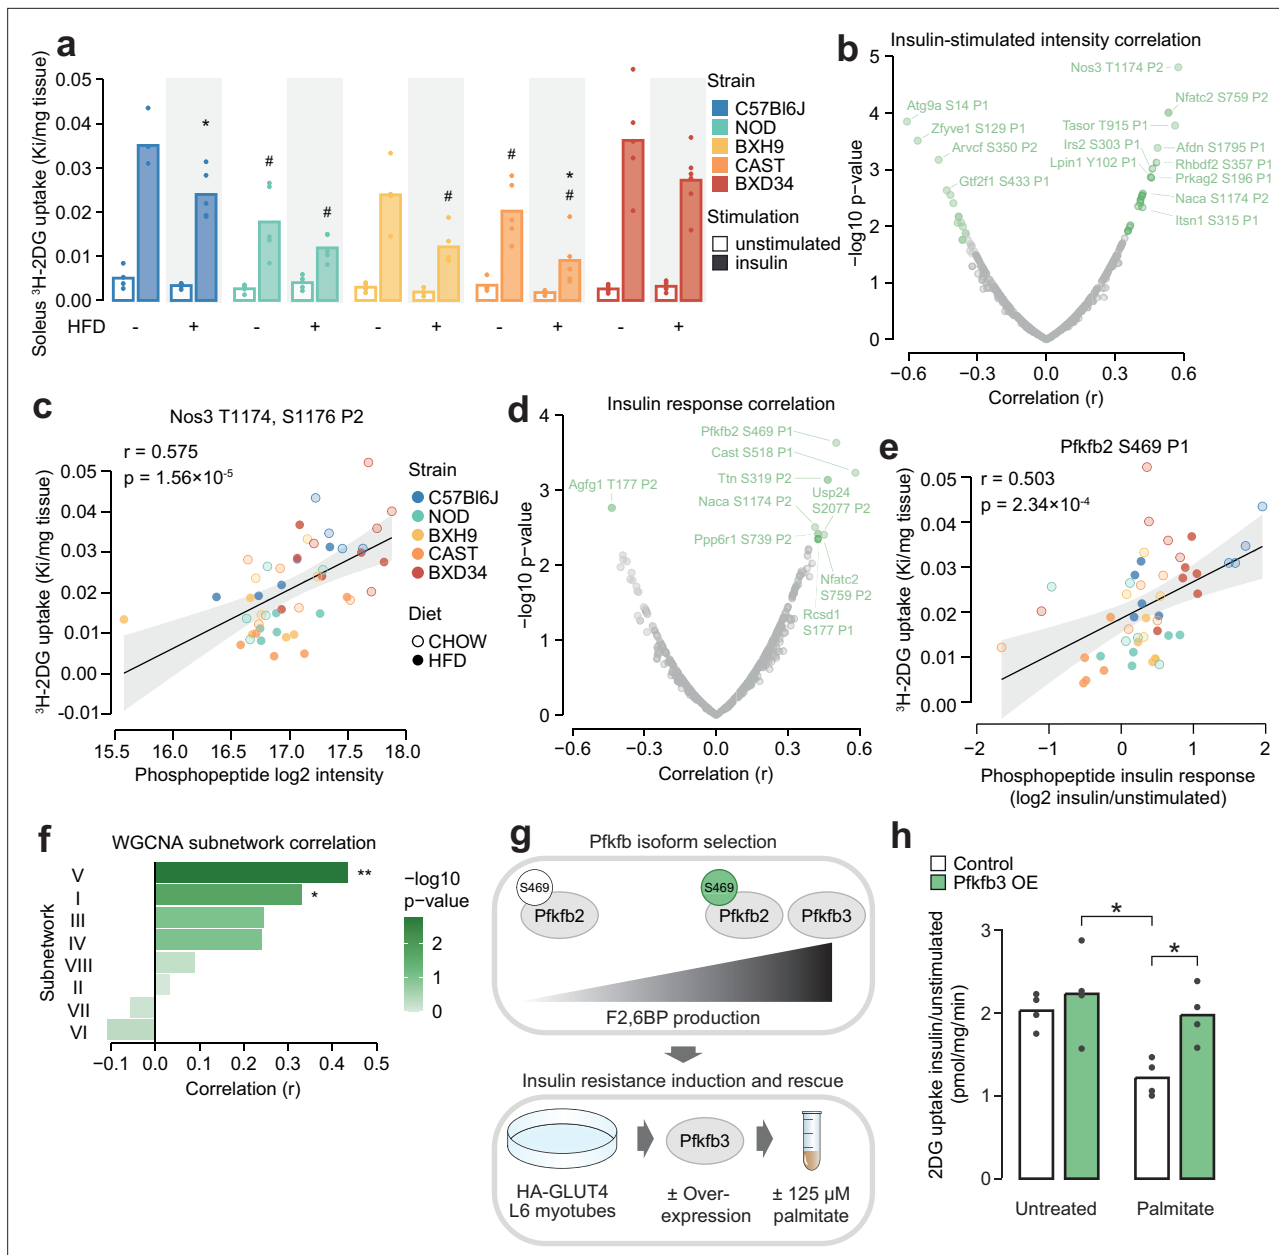 a
Soleus ³H-2DG uptake (Ki/mg tissue)
0.05
0.04
0.03
0.02
0.01
0.00
*
#
#
#
#
*
#
HFD
- + - + - + - + - +
Strain
C57Bl6J
NOD
BXH9
CAST
BXD34
Stimulation
unstimulated
insulin
b
Insulin-stimulated intensity correlation
−log10 p−value
5
4
3
2
1
0
Nos3 T1174 P2
Nfatc2 S759 P2
Atg9a S14 P1
Tasor T915 P1
Zfyve1 S129 P1
Irs2 S303 P1
Afdn S1795 P1
Arvcf S350 P2
Lpin1 Y102 P1
Rhbdf2 S357 P1
Prkag2 S196 P1
Gtf2f1 S433 P1
Naca S1174 P2
Itsn1 S315 P1
−0.6 −0.3 0.0 0.3 0.6
Correlation (r)
c
Nos3 T1174, S1176 P2
r = 0.575
p = 1.56×10⁻⁵
³H-2DG uptake (Ki/mg tissue)
0.05
0.04
0.03
0.02
0.01
0.00
-0.01
15.5 16.0 16.5 17.0 17.5 18.0
Phosphopeptide log2 intensity
Strain
C57Bl6J
NOD
BXH9
CAST
BXD34
Diet
CHOW
HFD
d
Insulin response correlation
−log10 p−value
4
3
2
1
0
Pfkfb2 S469 P1
Cast S518 P1
Ttn S319 P2
Agfg1 T177 P2
Usp24
S2077 P2
Naca S1174 P2
Ppp6r1 S739 P2
Nfatc2
S759 P2
Rcsd1
S177 P1
−0.6 −0.3 0.0 0.3 0.6
Correlation (r)
e
Pfkfb2 S469 P1
r = 0.503
p = 2.34×10⁻⁴
³H-2DG uptake (Ki/mg tissue)
0.05
0.04
0.03
0.02
0.01
0.00
−2 −1 0 1 2
Phosphopeptide insulin response
(log2 insulin/unstimulated)
f
WGCNA subnetwork correlation
Subnetwork
V
I
III
IV
VIII
II
VII
VI
**
*
−0.1 0.0 0.1 0.2 0.3 0.4 0.5
Correlation (r)
−log10
p−value
2
1
0
g
Pfkfb isoform selection
S469
Pfkfb2
S469
Pfkfb2
Pfkfb3
F2,6BP production
Insulin resistance induction and rescue
Pfkfb3
HA-GLUT4
L6 myotubes
± Over-
expression
± 125 µM
palmitate
h
Control
Pfkfb3 OE
2DG uptake insulin/unstimulated
(pmol/mg/min)
3
2
1
0
*
*
Untreated Palmitate